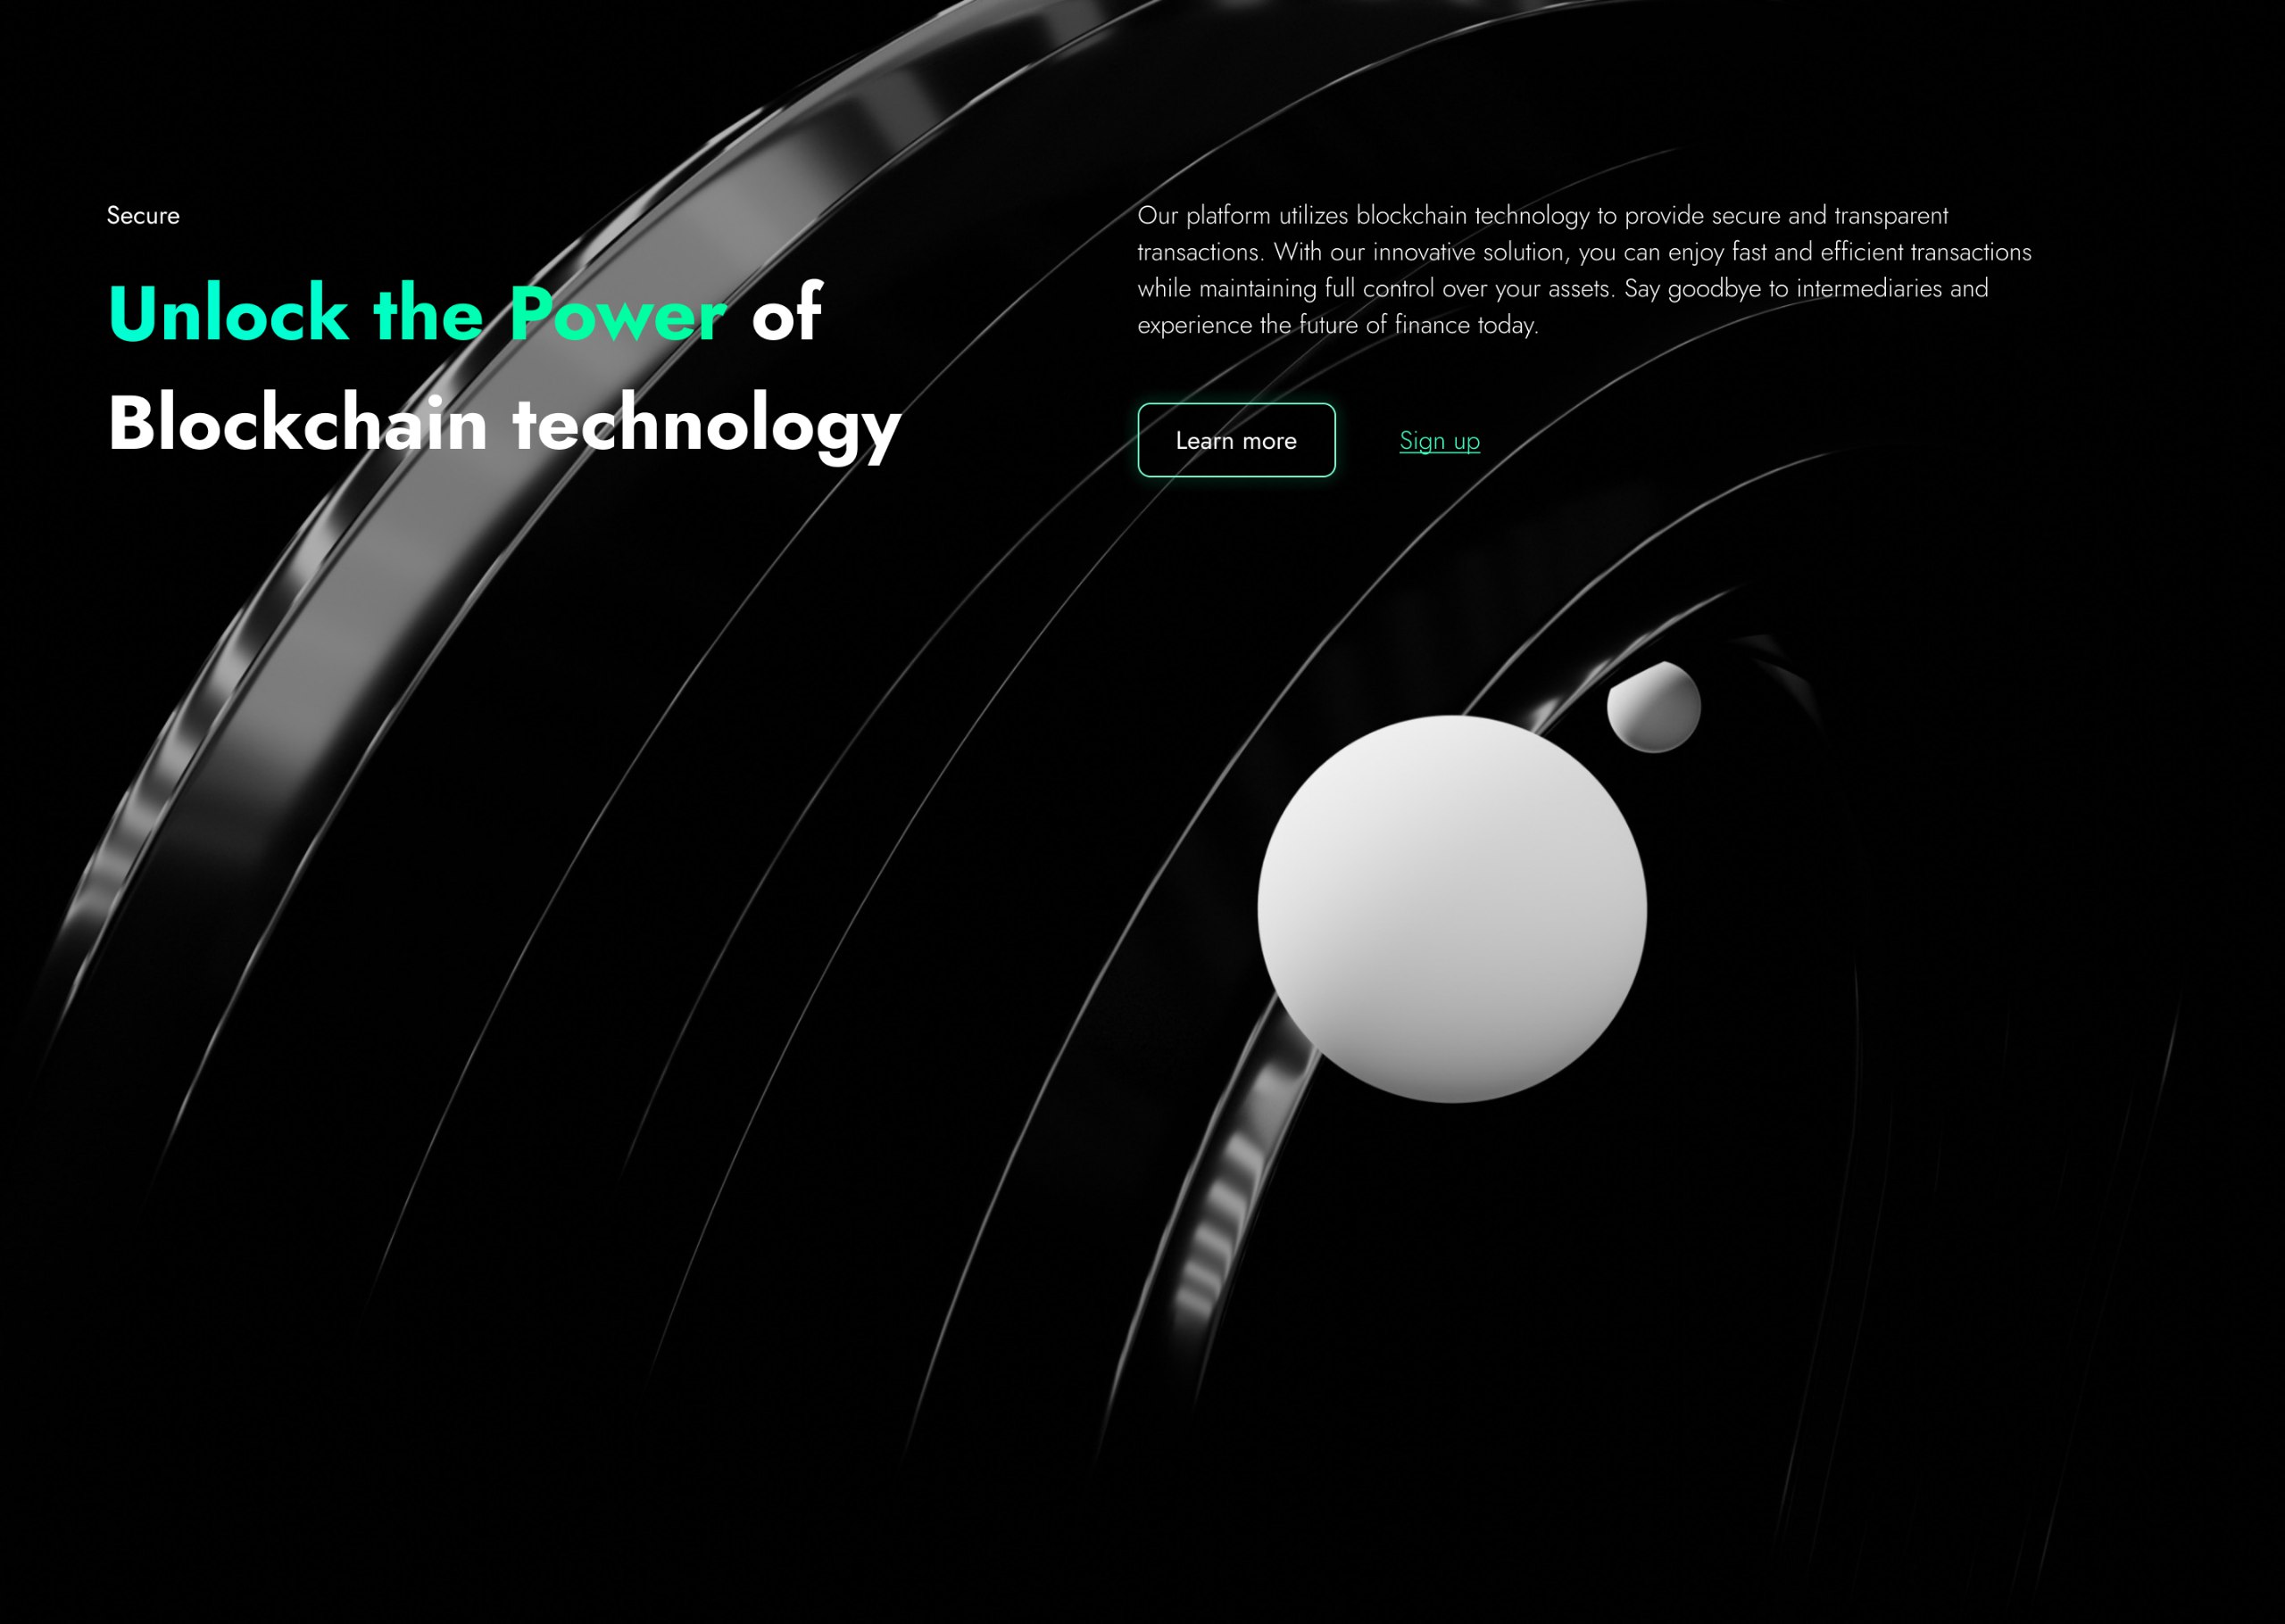 Secure
Unlock the Power of
Blockchain technology
Our platform utilizes blockchain technology to provide secure and transparent
transactions. With our innovative solution, you can enjoy fast and efficient transactions
while maintaining full control over your assets. Say goodbye to intermediaries and
experience the future of finance today.
Learn more
Sign up